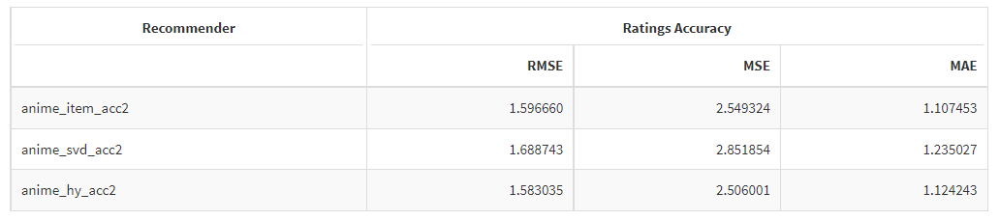 Recommender Ratings Accuracy
RMSE MSE MAE
anime_item_acc2 1.596660 2.549324 1.107453
anime_svd_acc2 1.688743 2.851854 1.235027
anime_hy_acc2 1.583035 2.506001 1.124243